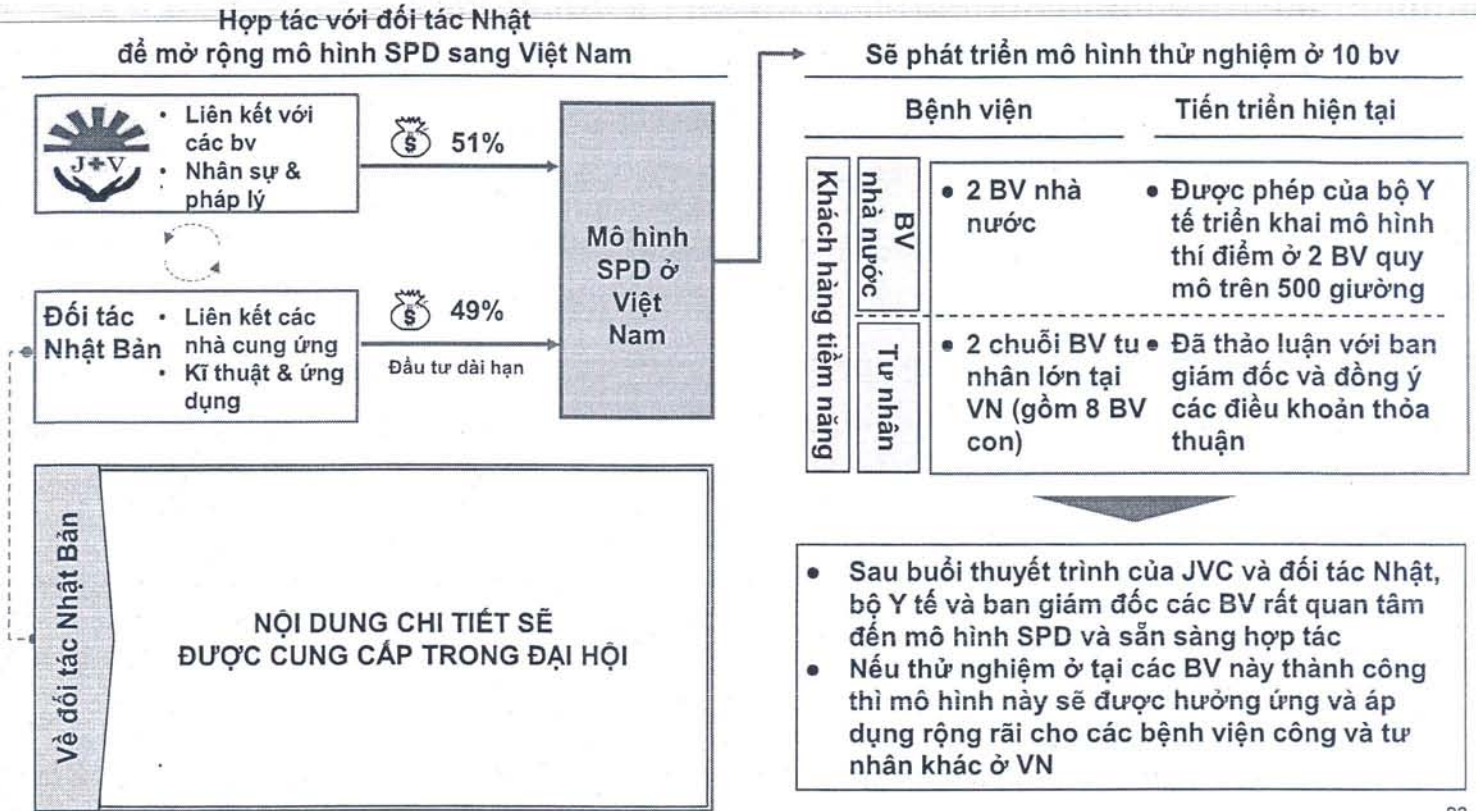 Hợp tác với đối tác Nhật
để mở rộng mô hình SPD sang Việt Nam
J+V
• Liên kết với
các bv
• Nhân sự &
pháp lý
$ 51%
Đối tác
Nhật Bản
• Liên kết các
nhà cung ứng
• Kĩ thuật & ứng
dụng
$ 49%
Đầu tư dài hạn
Mô hình
SPD ở
Việt
Nam
Về đối tác Nhật Bản
NỘI DUNG CHI TIẾT SẼ
ĐƯỢC CUNG CẤP TRONG ĐẠI HỘI
Sẽ phát triển mô hình thử nghiệm ở 10 bv
Bệnh viện
Tiến triển hiện tại
Khách hàng tiềm năng
BV
nhà nước
• 2 BV nhà
nước
• Được phép của bộ Y
tế triển khai mô hình
thí điểm ở 2 BV quy
mô trên 500 giường
Tư nhân
• 2 chuỗi BV tu
nhân lớn tại
VN (gồm 8 BV
con)
• Đã thảo luận với ban
giám đốc và đồng ý
các điều khoản thỏa
thuận
• Sau buổi thuyết trình của JVC và đối tác Nhật,
bộ Y tế và ban giám đốc các BV rất quan tâm
đến mô hình SPD và sẵn sàng hợp tác
• Nếu thử nghiệm ở tại các BV này thành công
thì mô hình này sẽ được hưởng ứng và áp
dụng rộng rãi cho các bệnh viện công và tư
nhân khác ở VN